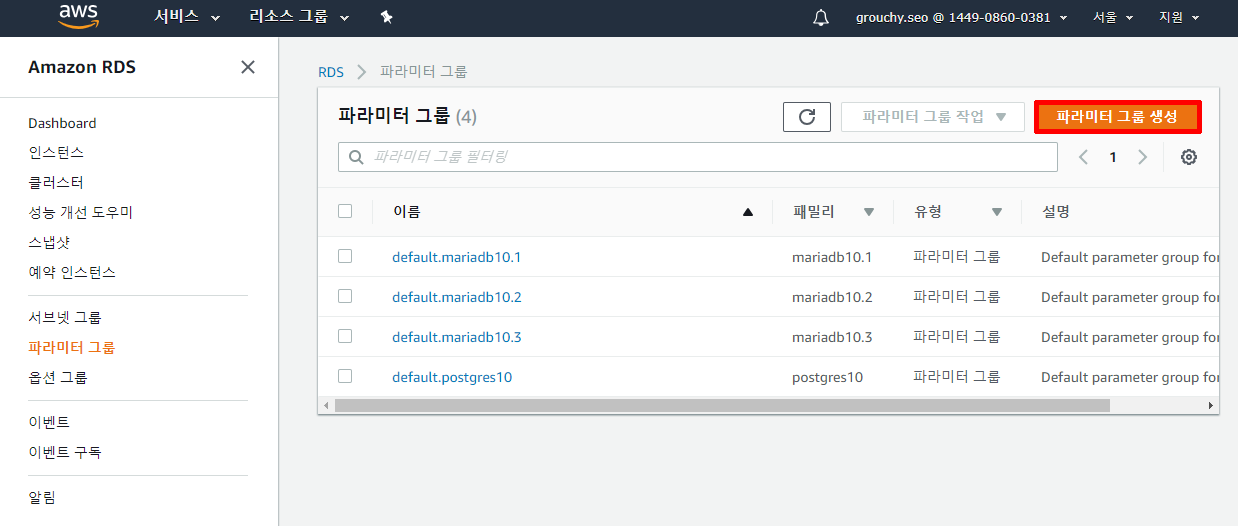 aws 서비스 리소스 그룹 grouchy.seo @ 1449-0860-0381 서울 지원
Amazon RDS
Dashboard
인스턴스
클러스터
성능 개선 도우미
스냅샷
예약 인스턴스
서브넷 그룹
파라미터 그룹
옵션 그룹
이벤트
이벤트 구독
알림
RDS 파라미터 그룹
파라미터 그룹 (4) 파라미터 그룹 작업 파라미터 그룹 생성
파라미터 그룹 필터링 1
이름 패밀리 유형 설명
default.mariadb10.1 mariadb10.1 파라미터 그룹 Default parameter group for
default.mariadb10.2 mariadb10.2 파라미터 그룹 Default parameter group for
default.mariadb10.3 mariadb10.3 파라미터 그룹 Default parameter group for
default.postgres10 postgres10 파라미터 그룹 Default parameter group for